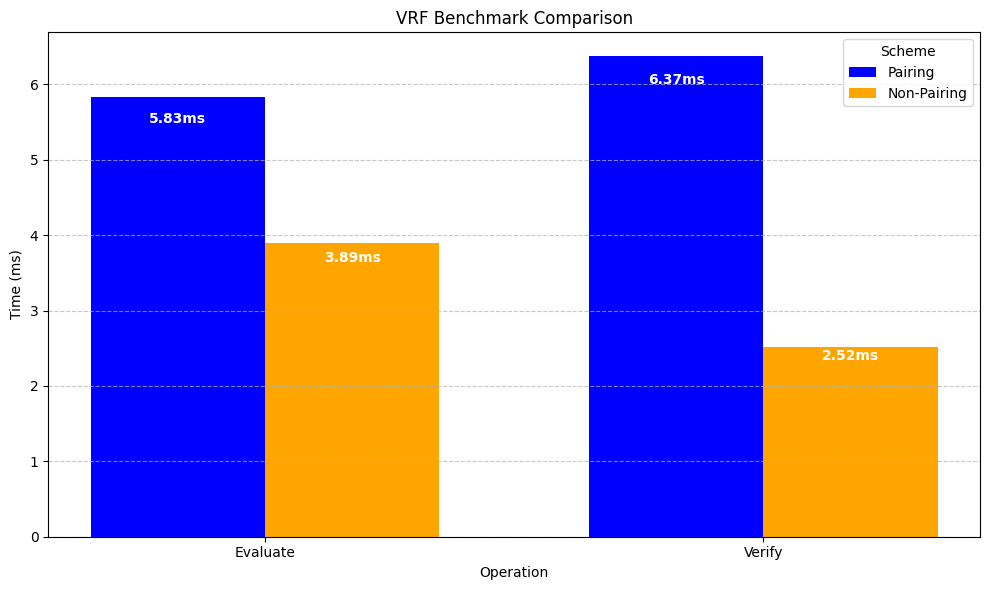 VRF Benchmark Comparison
Scheme
Pairing
Non-Pairing
6.37ms
5.83ms
3.89ms
2.52ms
Time (ms)
6
5
4
3
2
1
0
Evaluate
Verify
Operation